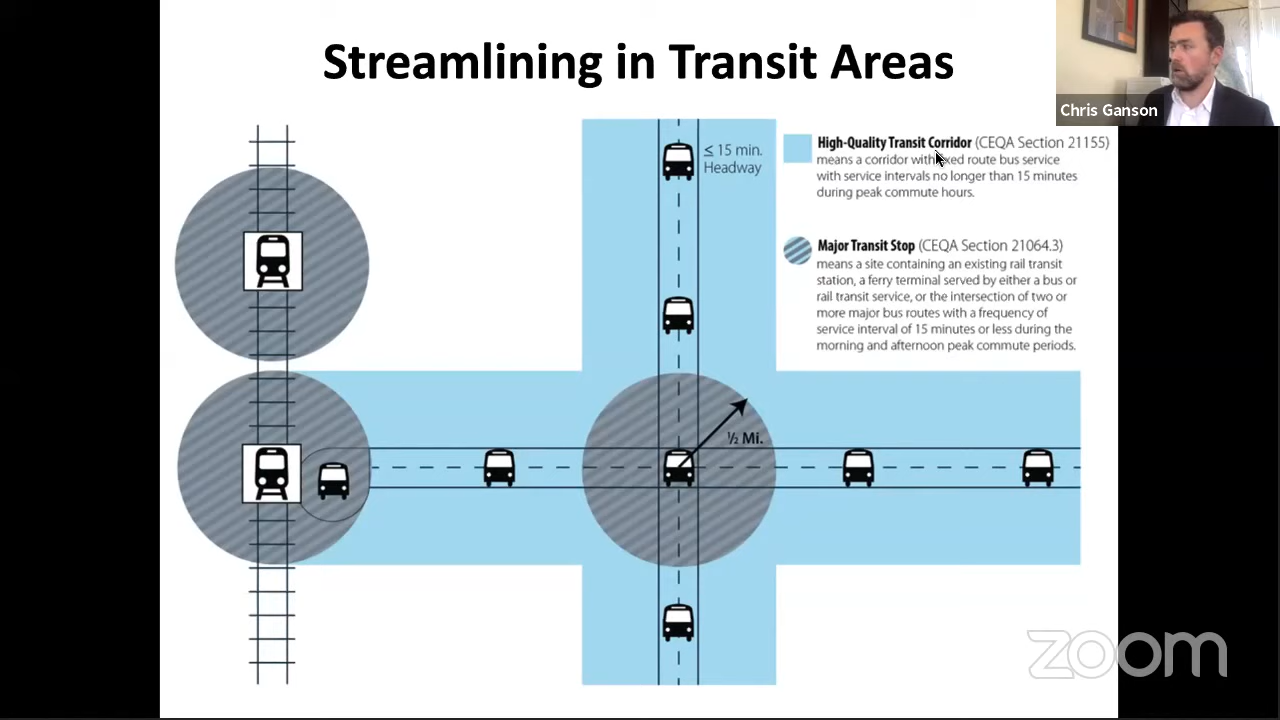 Streamlining in Transit Areas
Chris Ganson
≤ 15 min.
Headway
High-Quality Transit Corridor (CEQA Section 21155)
means a corridor with fixed route bus service
with service intervals no longer than 15 minutes
during peak commute hours.
Major Transit Stop (CEQA Section 21064.3)
means a site containing an existing rail transit
station, a ferry terminal served by either a bus or
rail transit service, or the intersection of two or
more major bus routes with a frequency of
service interval of 15 minutes or less during the
morning and afternoon peak commute periods.
½ Mi.
zoom